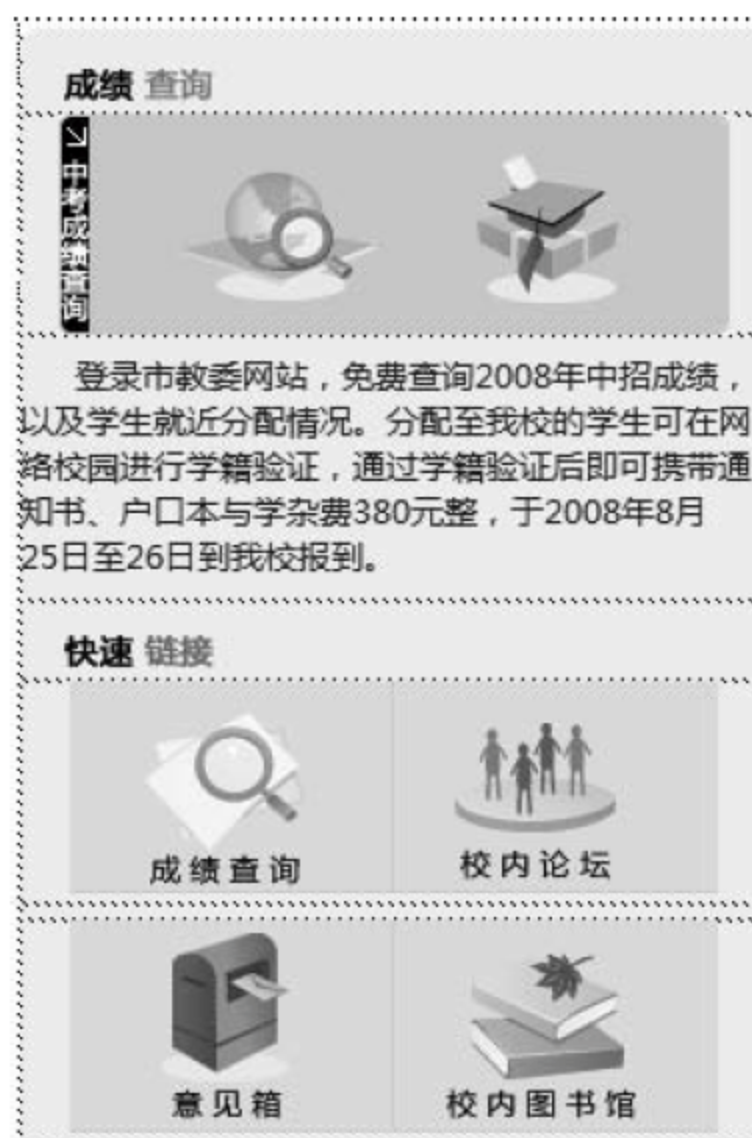 成绩 查询
中考成绩查询
登录市教委网站，免费查询2008年中招成绩，
以及学生就近分配情况。分配至我校的学生可在网
络校园进行学籍验证，通过学籍验证后即可携带通
知书、户口本与学杂费380元整，于2008年8月
25日至26日到我校报到。
快速 链接
成绩查询 校内论坛
意见箱 校内图书馆